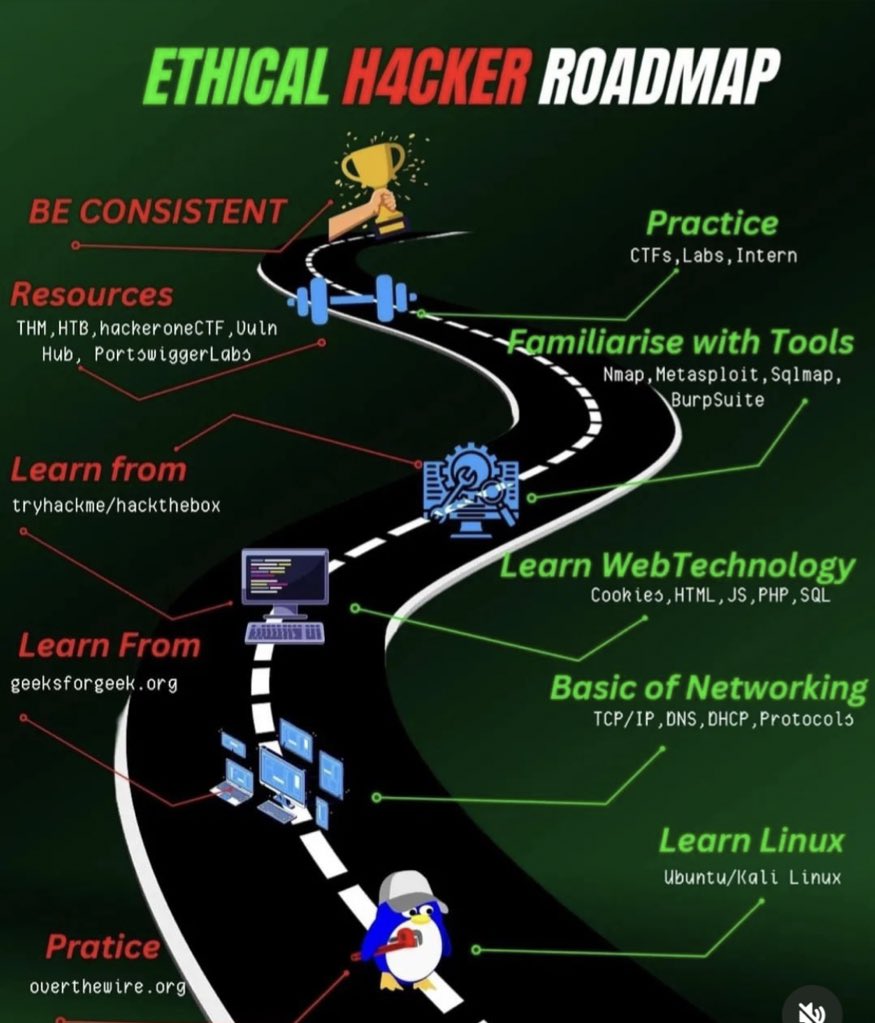 ETHICAL H4CKER ROADMAP
BE CONSISTENT
Practice
CTFs,Labs,Intern
Resources
THM,HTB,hackeroneCTF,Vuln
Hub, PortswiggerLabs
Familiarise with Tools
Nmap,Metasploit,Sqlmap,
BurpSuite
Learn from
tryhackme/hackthebox
Learn WebTechnology
Cookies,HTML,JS,PHP,SQL
Learn From
geeksforgeek.org
Basic of Networking
TCP/IP,DNS,DHCP,Protocols
Learn Linux
Ubuntu/Kali Linux
Pratice
overthewire.org